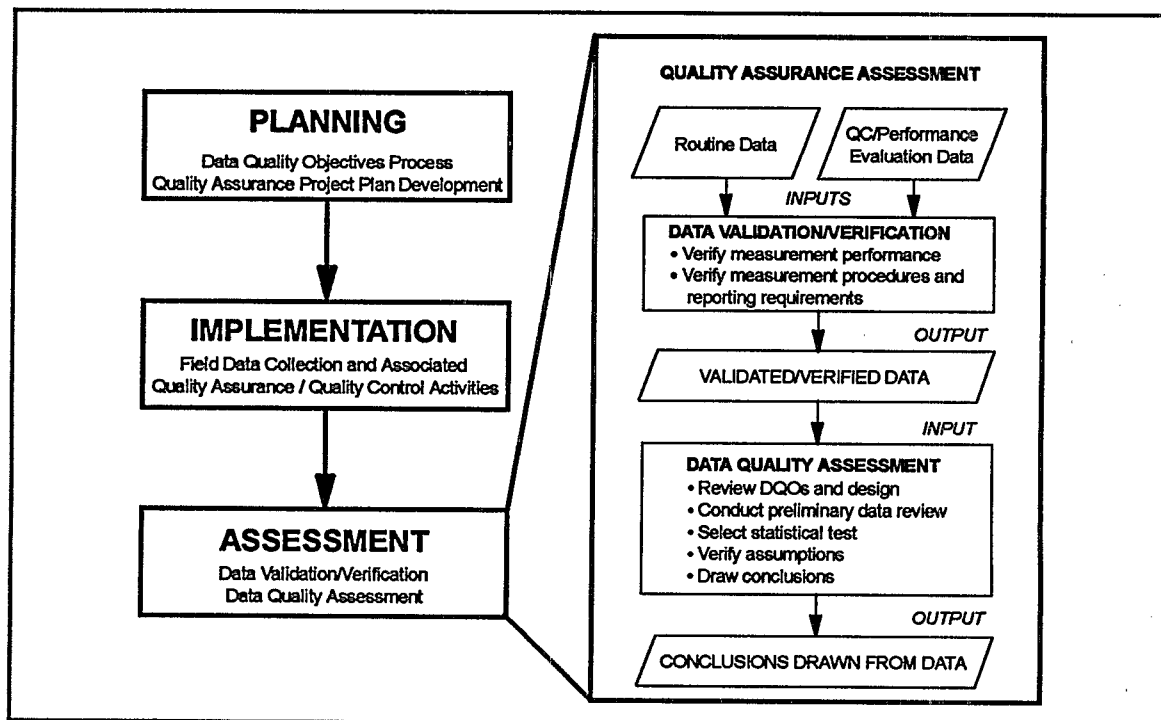 PLANNING
Data Quality Objectives Process
Quality Assurance Project Plan Development
IMPLEMENTATION
Field Data Collection and Associated
Quality Assurance / Quality Control Activities
ASSESSMENT
Data Validation/Verification
Data Quality Assessment
QUALITY ASSURANCE ASSESSMENT
Routine Data
QC/Performance
Evaluation Data
INPUTS
DATA VALIDATION/VERIFICATION
• Verify measurement performance
• Verify measurement procedures and
reporting requirements
OUTPUT
VALIDATED/VERIFIED DATA
INPUT
DATA QUALITY ASSESSMENT
• Review DQOs and design
• Conduct preliminary data review
• Select statistical test
• Verify assumptions
• Draw conclusions
OUTPUT
CONCLUSIONS DRAWN FROM DATA